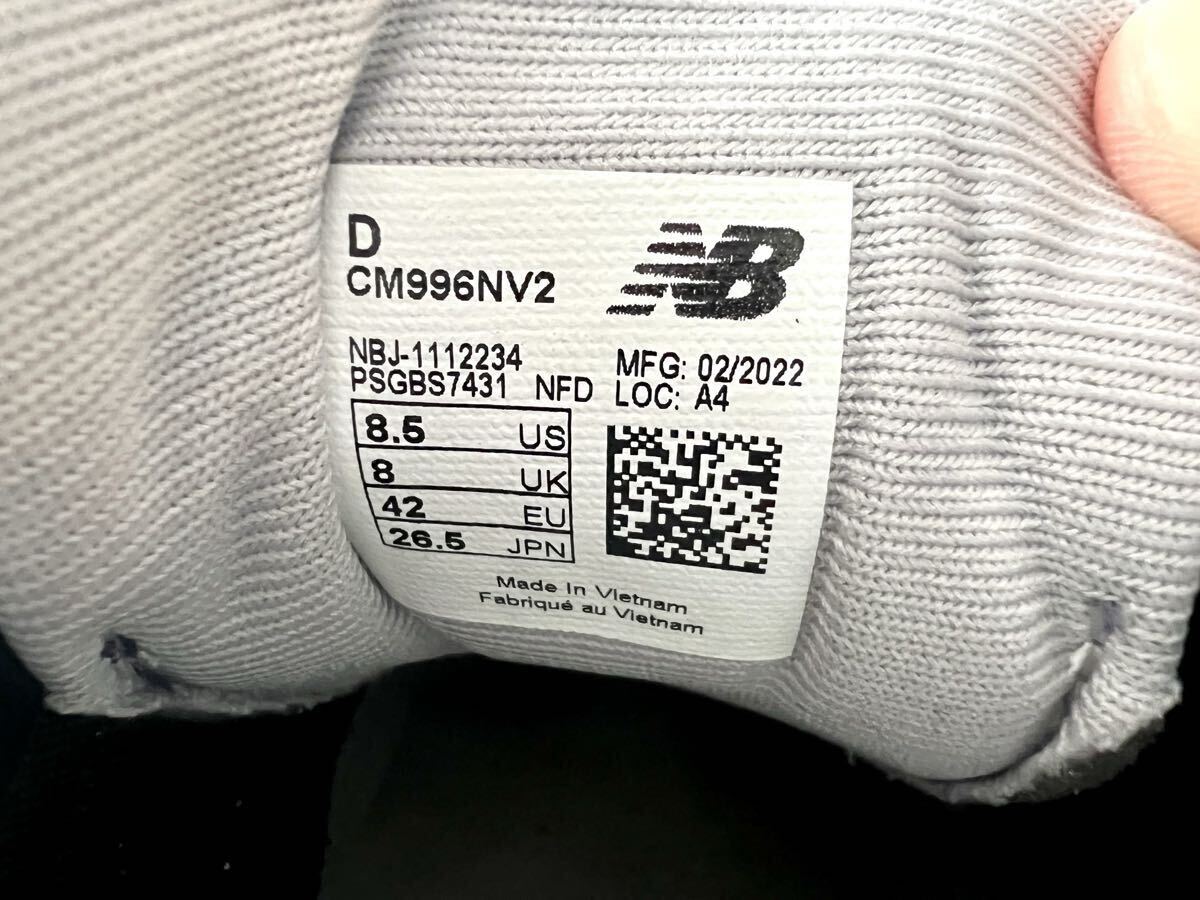 D
CM996NV2
NB
NBJ-1112234
PSGBS7431 NFD
MFG: 02/2022
LOC: A4
8.5 US
8 UK
42 EU
26.5 JPN
Made In Vietnam
Fabriqué au Vietnam